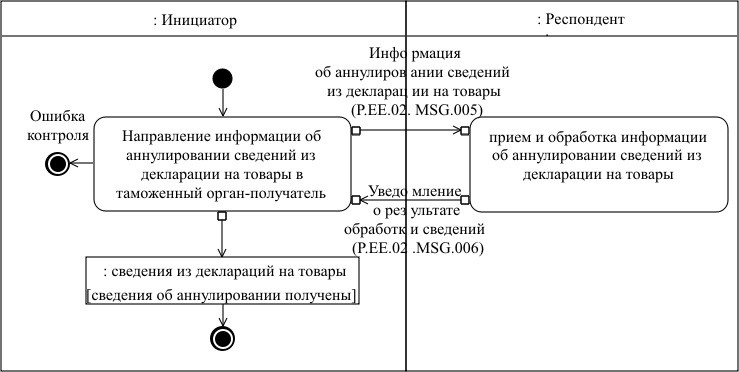 : Инициатор
: Респондент
Информация
об аннулировании сведений
из декларации на товары
(P.EE.02. MSG.005)
Ошибка
контроля
Направление информации об
аннулировании сведений из
декларации на товары в
таможенный орган-получатель
прием и обработка информации
об аннулировании сведений из
декларации на товары
Уведомление
о результате
обработки сведений
(P.EE.02 .MSG.006)
: сведения из деклараций на товары
[сведения об аннулировании получены]